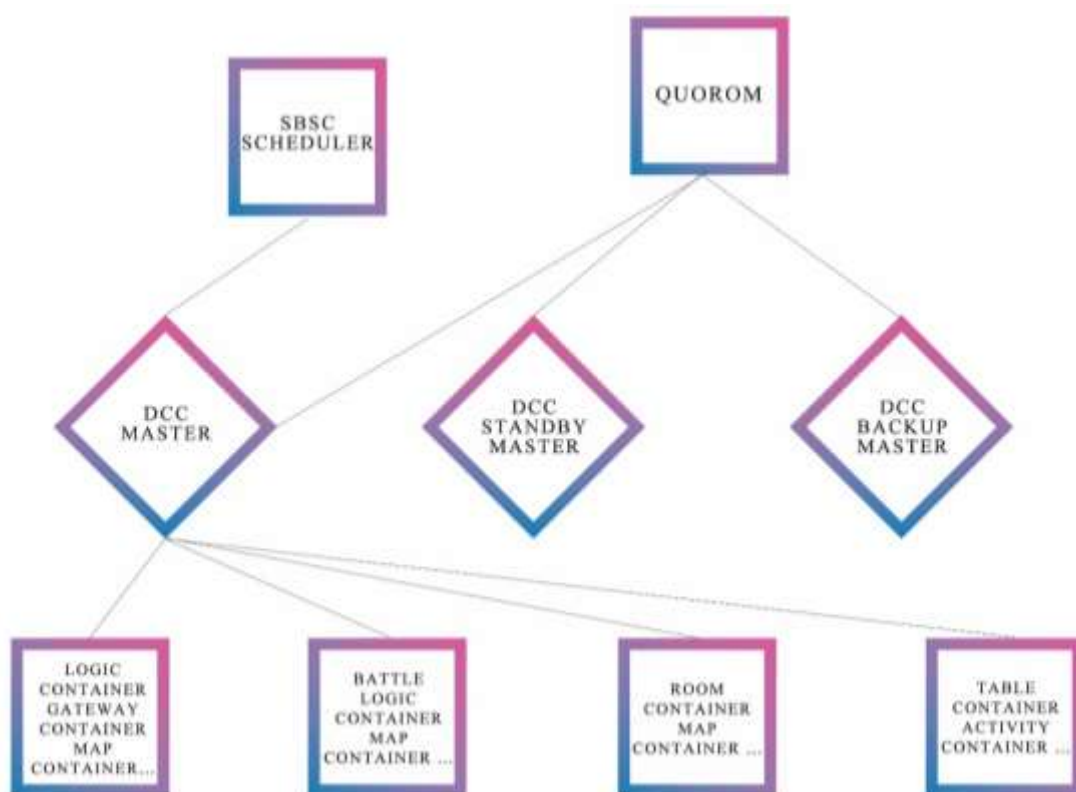 SBSC
SCHEDULER
QUOROM
DCC
MASTER
DCC
STANDBY
MASTER
DCC
BACKUP
MASTER
LOGIC
CONTAINER
GATEWAY
CONTAINER
MAP
CONTAINER...
BATTLE
LOGIC
CONTAINER
MAP
CONTAINER ...
ROOM
CONTAINER
MAP
CONTAINER ...
TABLE
CONTAINER
ACTIVITY
CONTAINER ...